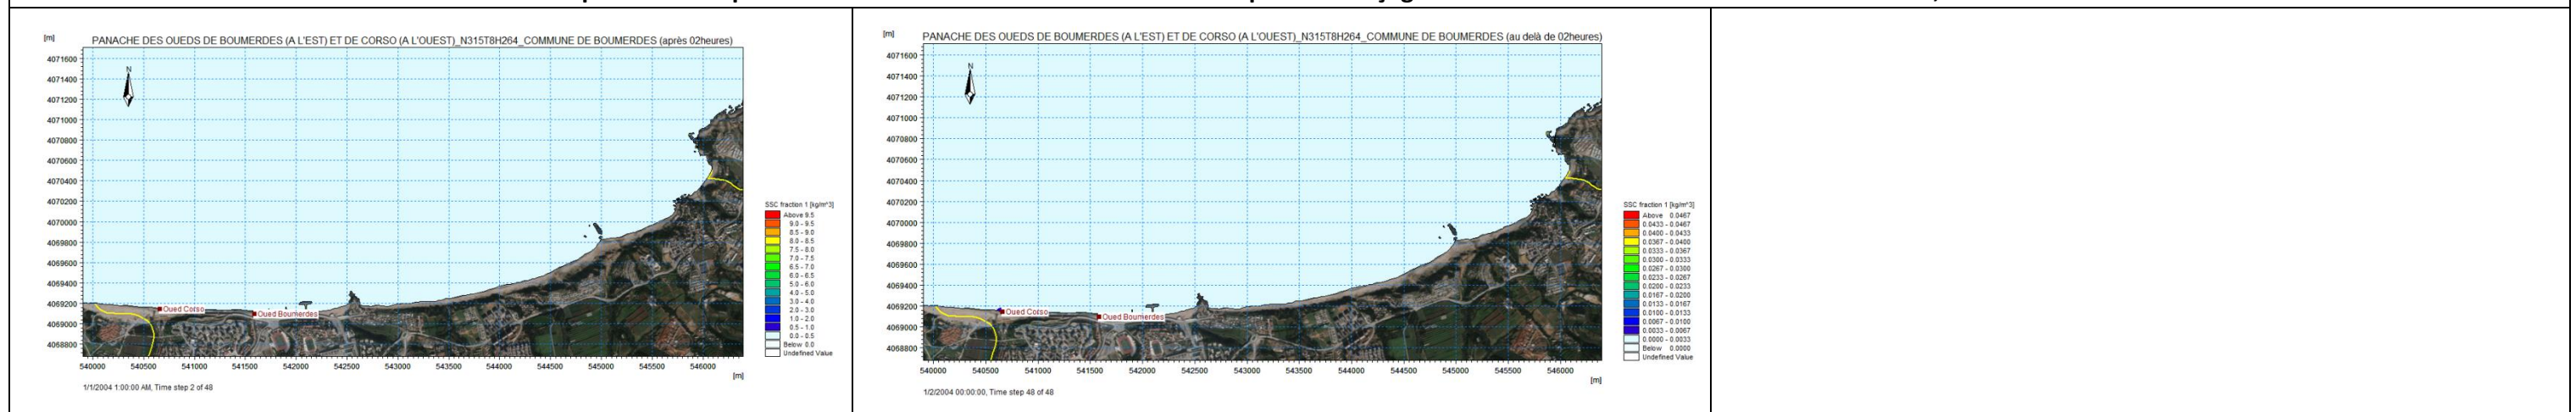 [m]
PANACHE DES OUEDS DE BOUMERDES (A L'EST) ET DE CORSO (A L'OUEST)_N315T8H264_COMMUNE DE BOUMERDES (après 02heures)
4071600
4071400
4071200
4071000
4070800
4070600
4070400
4070200
4070000
4069800
4069600
4069400
4069200
4069000
4068800
N
Oued Corso
Oued Boumerdes
540000 540500 541000 541500 542000 542500 543000 543500 544000 544500 545000 545500 546000
[m]
1/1/2004 1:00:00 AM, Time step 2 of 48
SSC fraction 1 [kg/m^3]
Above 9.5
9.0 - 9.5
8.5 - 9.0
8.0 - 8.5
7.5 - 8.0
7.0 - 7.5
6.5 - 7.0
6.0 - 6.5
5.0 - 6.0
4.0 - 5.0
3.0 - 4.0
2.0 - 3.0
1.0 - 2.0
0.5 - 1.0
0.0 - 0.5
Below 0.0
Undefined Value
[m]
PANACHE DES OUEDS DE BOUMERDES (A L'EST) ET DE CORSO (A L'OUEST)_N315T8H264_COMMUNE DE BOUMERDES (au delà de 02heures)
4071600
4071400
4071200
4071000
4070800
4070600
4070400
4070200
4070000
4069800
4069600
4069400
4069200
4069000
4068800
N
Oued Corso
Oued Boumerdes
540000 540500 541000 541500 542000 542500 543000 543500 544000 544500 545000 545500 546000
[m]
1/2/2004 00:00:00, Time step 48 of 48
SSC fraction 1 [kg/m^3]
Above 0.0467
0.0433 - 0.0467
0.0400 - 0.0433
0.0367 - 0.0400
0.0333 - 0.0367
0.0300 - 0.0333
0.0267 - 0.0300
0.0233 - 0.0267
0.0200 - 0.0233
0.0167 - 0.0200
0.0133 - 0.0167
0.0100 - 0.0133
0.0067 - 0.0100
0.0033 - 0.0067
0.0000 - 0.0033
Below 0.0000
Undefined Value